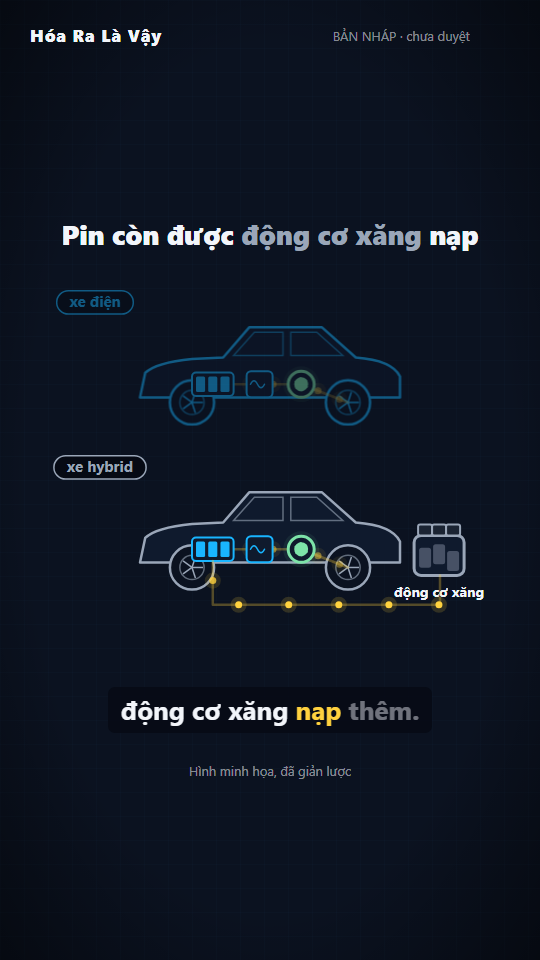 Hóa Ra Là Vậy
BẢN NHÁP · chưa duyệt
Pin còn được động cơ xăng nạp
xe điện
xe hybrid
động cơ xăng
động cơ xăng nạp thêm.
Hình minh họa, đã giản lược